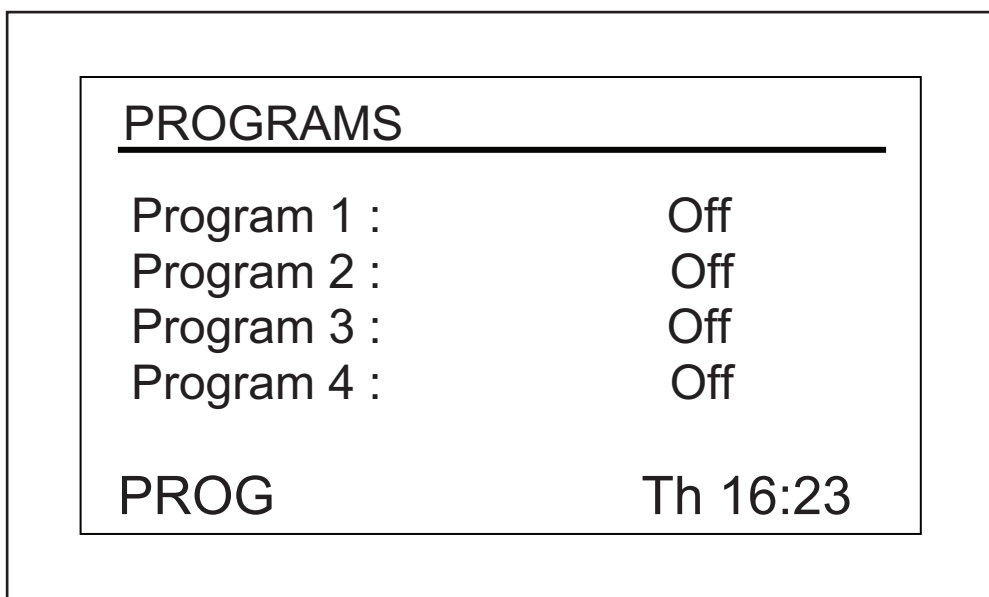 PROGRAMS
Program 1 : Off
Program 2 : Off
Program 3 : Off
Program 4 : Off
PROG Th 16:23